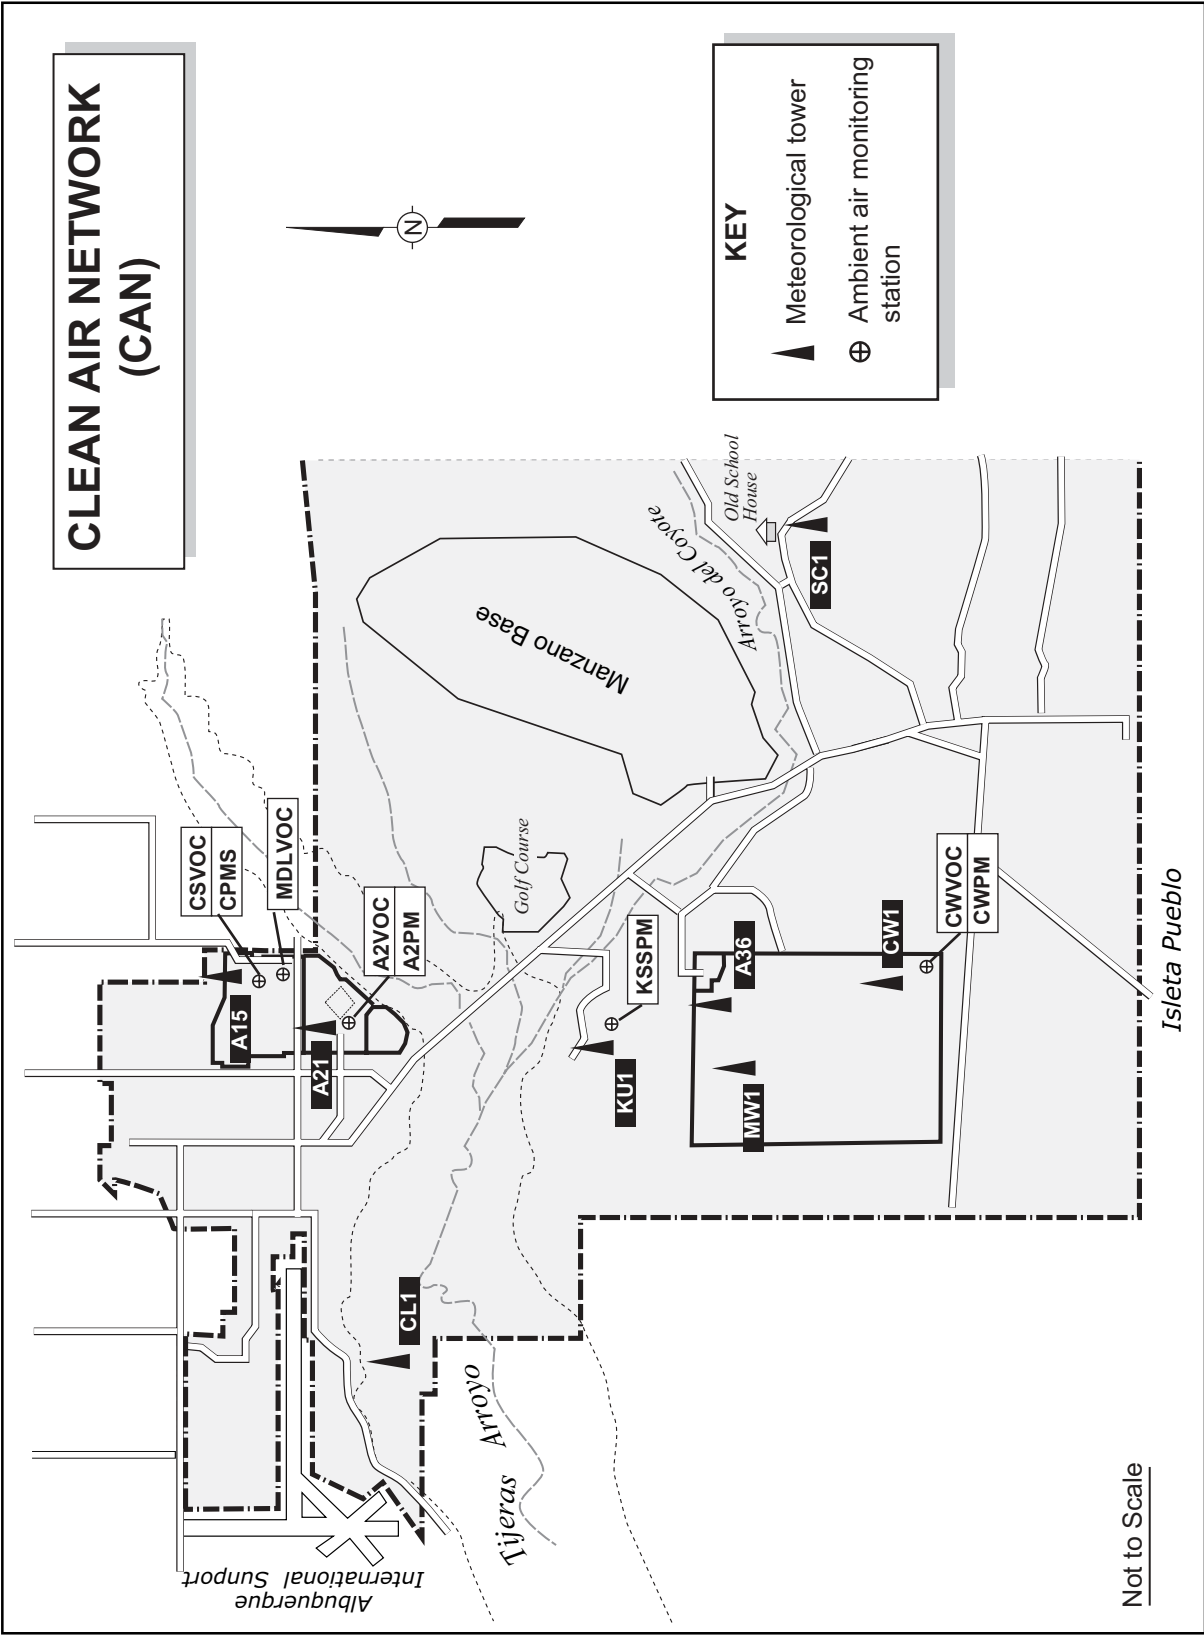 CLEAN AIR NETWORK
(CAN)
N
KEY
Meteorological tower
Ambient air monitoring
station
CSVOC
CPMS
MDLVOC
A2VOC
A2PM
A15
A21
Golf Course
Manzano Base
Arroyo del Coyote
Old School
House
SC1
KSSPM
KU1
A36
MW1
CW1
CWVOC
CWPM
CL1
Tijeras Arroyo
Albuquerque
International Sunport
Isleta Pueblo
Not to Scale